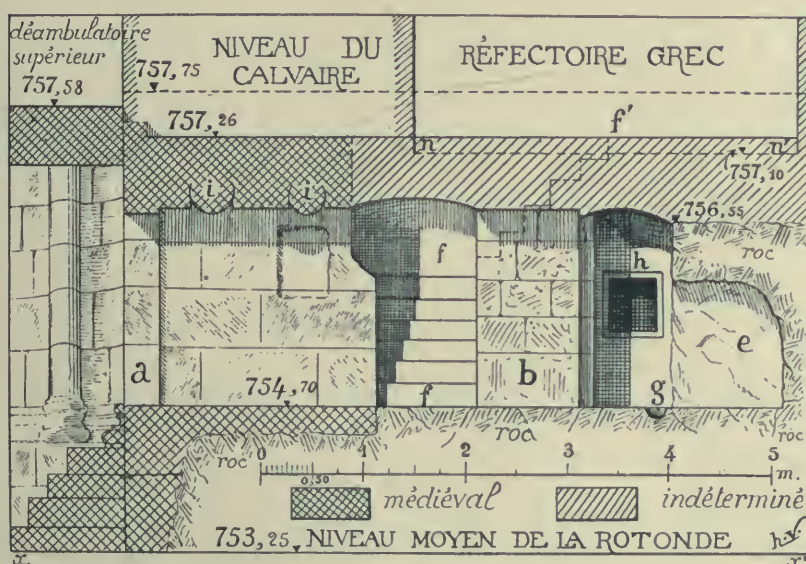 déambulatoire
supérieur
757,58
NIVEAU DU
CALVAIRE
757,75
757,26
RÉFECTOIRE GREC
f'
n
n'
757,10
756,55
i
i
roc
f
h
e
a
b
754,70
f
g
roc
roc
roc
0
1
2
3
4
5
m.
0,50
médiéval
indéterminé
753,25 NIVEAU MOYEN DE LA ROTONDE
h.v.
x.
x'